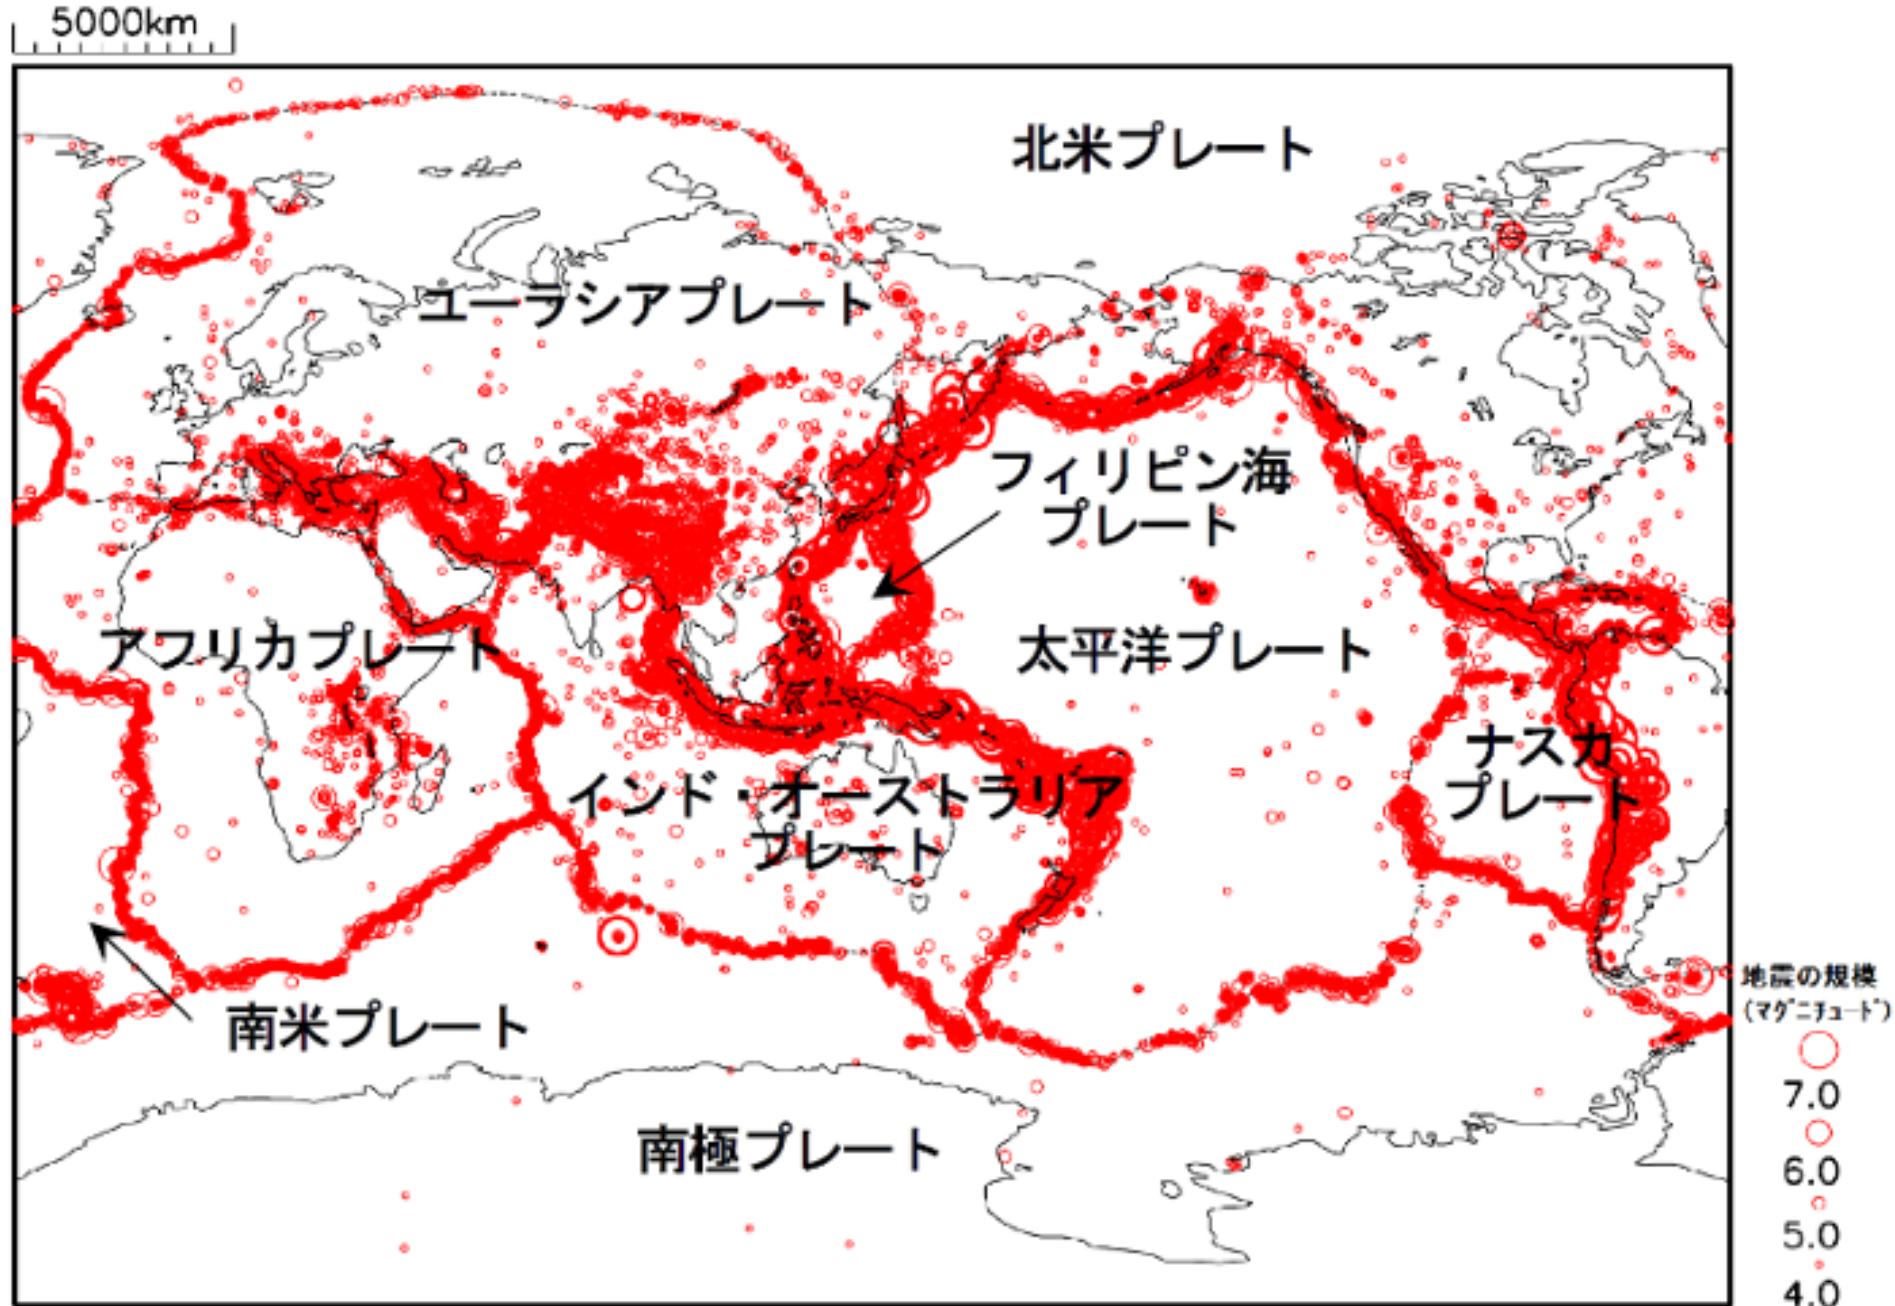 5000km
北米プレート
ユーラシアプレート
フィリピン海
プレート
アフリカプレート
太平洋プレート
ナスカ
プレート
インド・オーストラリア
プレート
南米プレート
南極プレート
地震の規模
(マグニチュード)
7.0
6.0
5.0
4.0